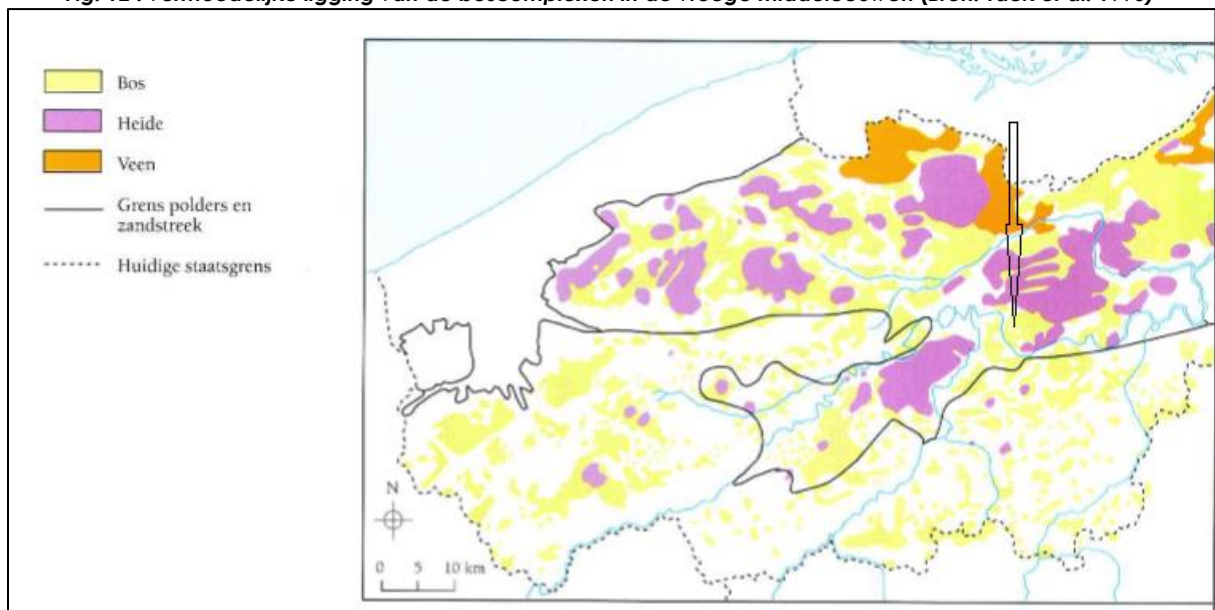 Bos
Heide
Veen
Grens polders en
zandstreek
Huidige staatsgrens
N
0 5 10 km